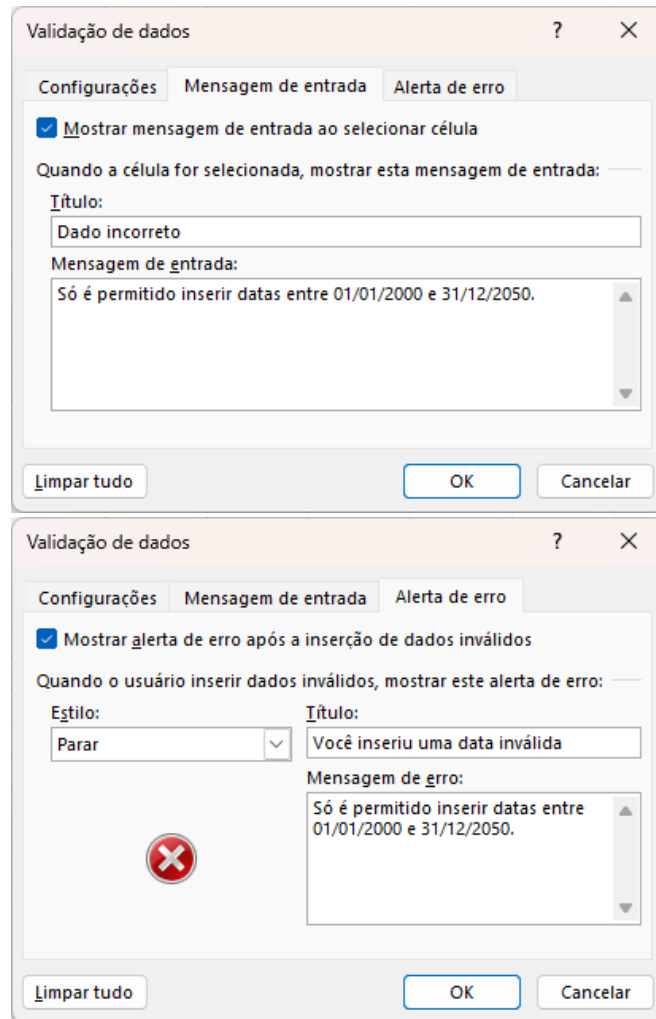 Validação de dados ?
Configurações Mensagem de entrada Alerta de erro
Mostrar mensagem de entrada ao selecionar célula
Quando a célula for selecionada, mostrar esta mensagem de entrada:
Título:
Dado incorreto
Mensagem de entrada:
Só é permitido inserir datas entre 01/01/2000 e 31/12/2050.
Limpar tudo OK Cancelar
Validação de dados ?
Configurações Mensagem de entrada Alerta de erro
Mostrar alerta de erro após a inserção de dados inválidos
Quando o usuário inserir dados inválidos, mostrar este alerta de erro:
Estilo: Título:
Parar Você inseriu uma data inválida
Mensagem de erro:
Só é permitido inserir datas entre
01/01/2000 e 31/12/2050.
Limpar tudo OK Cancelar